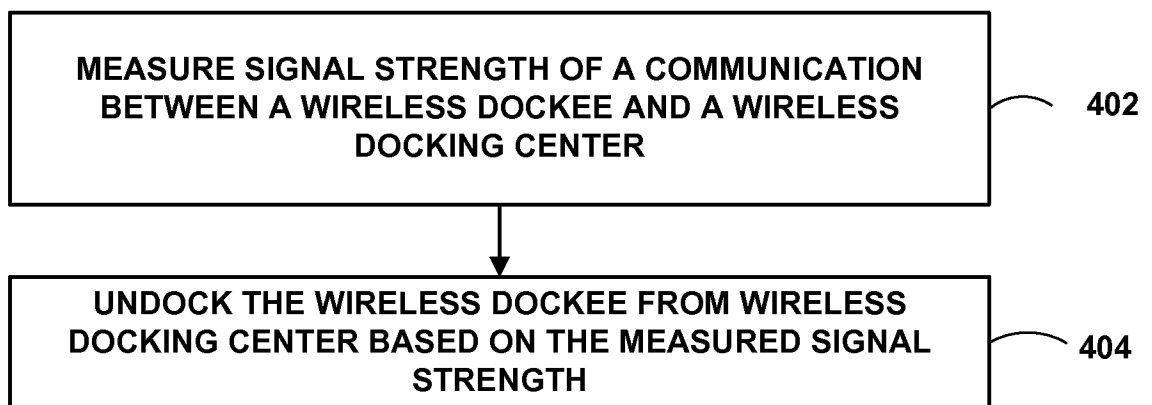 MEASURE SIGNAL STRENGTH OF A COMMUNICATION
BETWEEN A WIRELESS DOCKEE AND A WIRELESS
DOCKING CENTER
402
UNDOCK THE WIRELESS DOCKEE FROM WIRELESS
DOCKING CENTER BASED ON THE MEASURED SIGNAL
STRENGTH
404